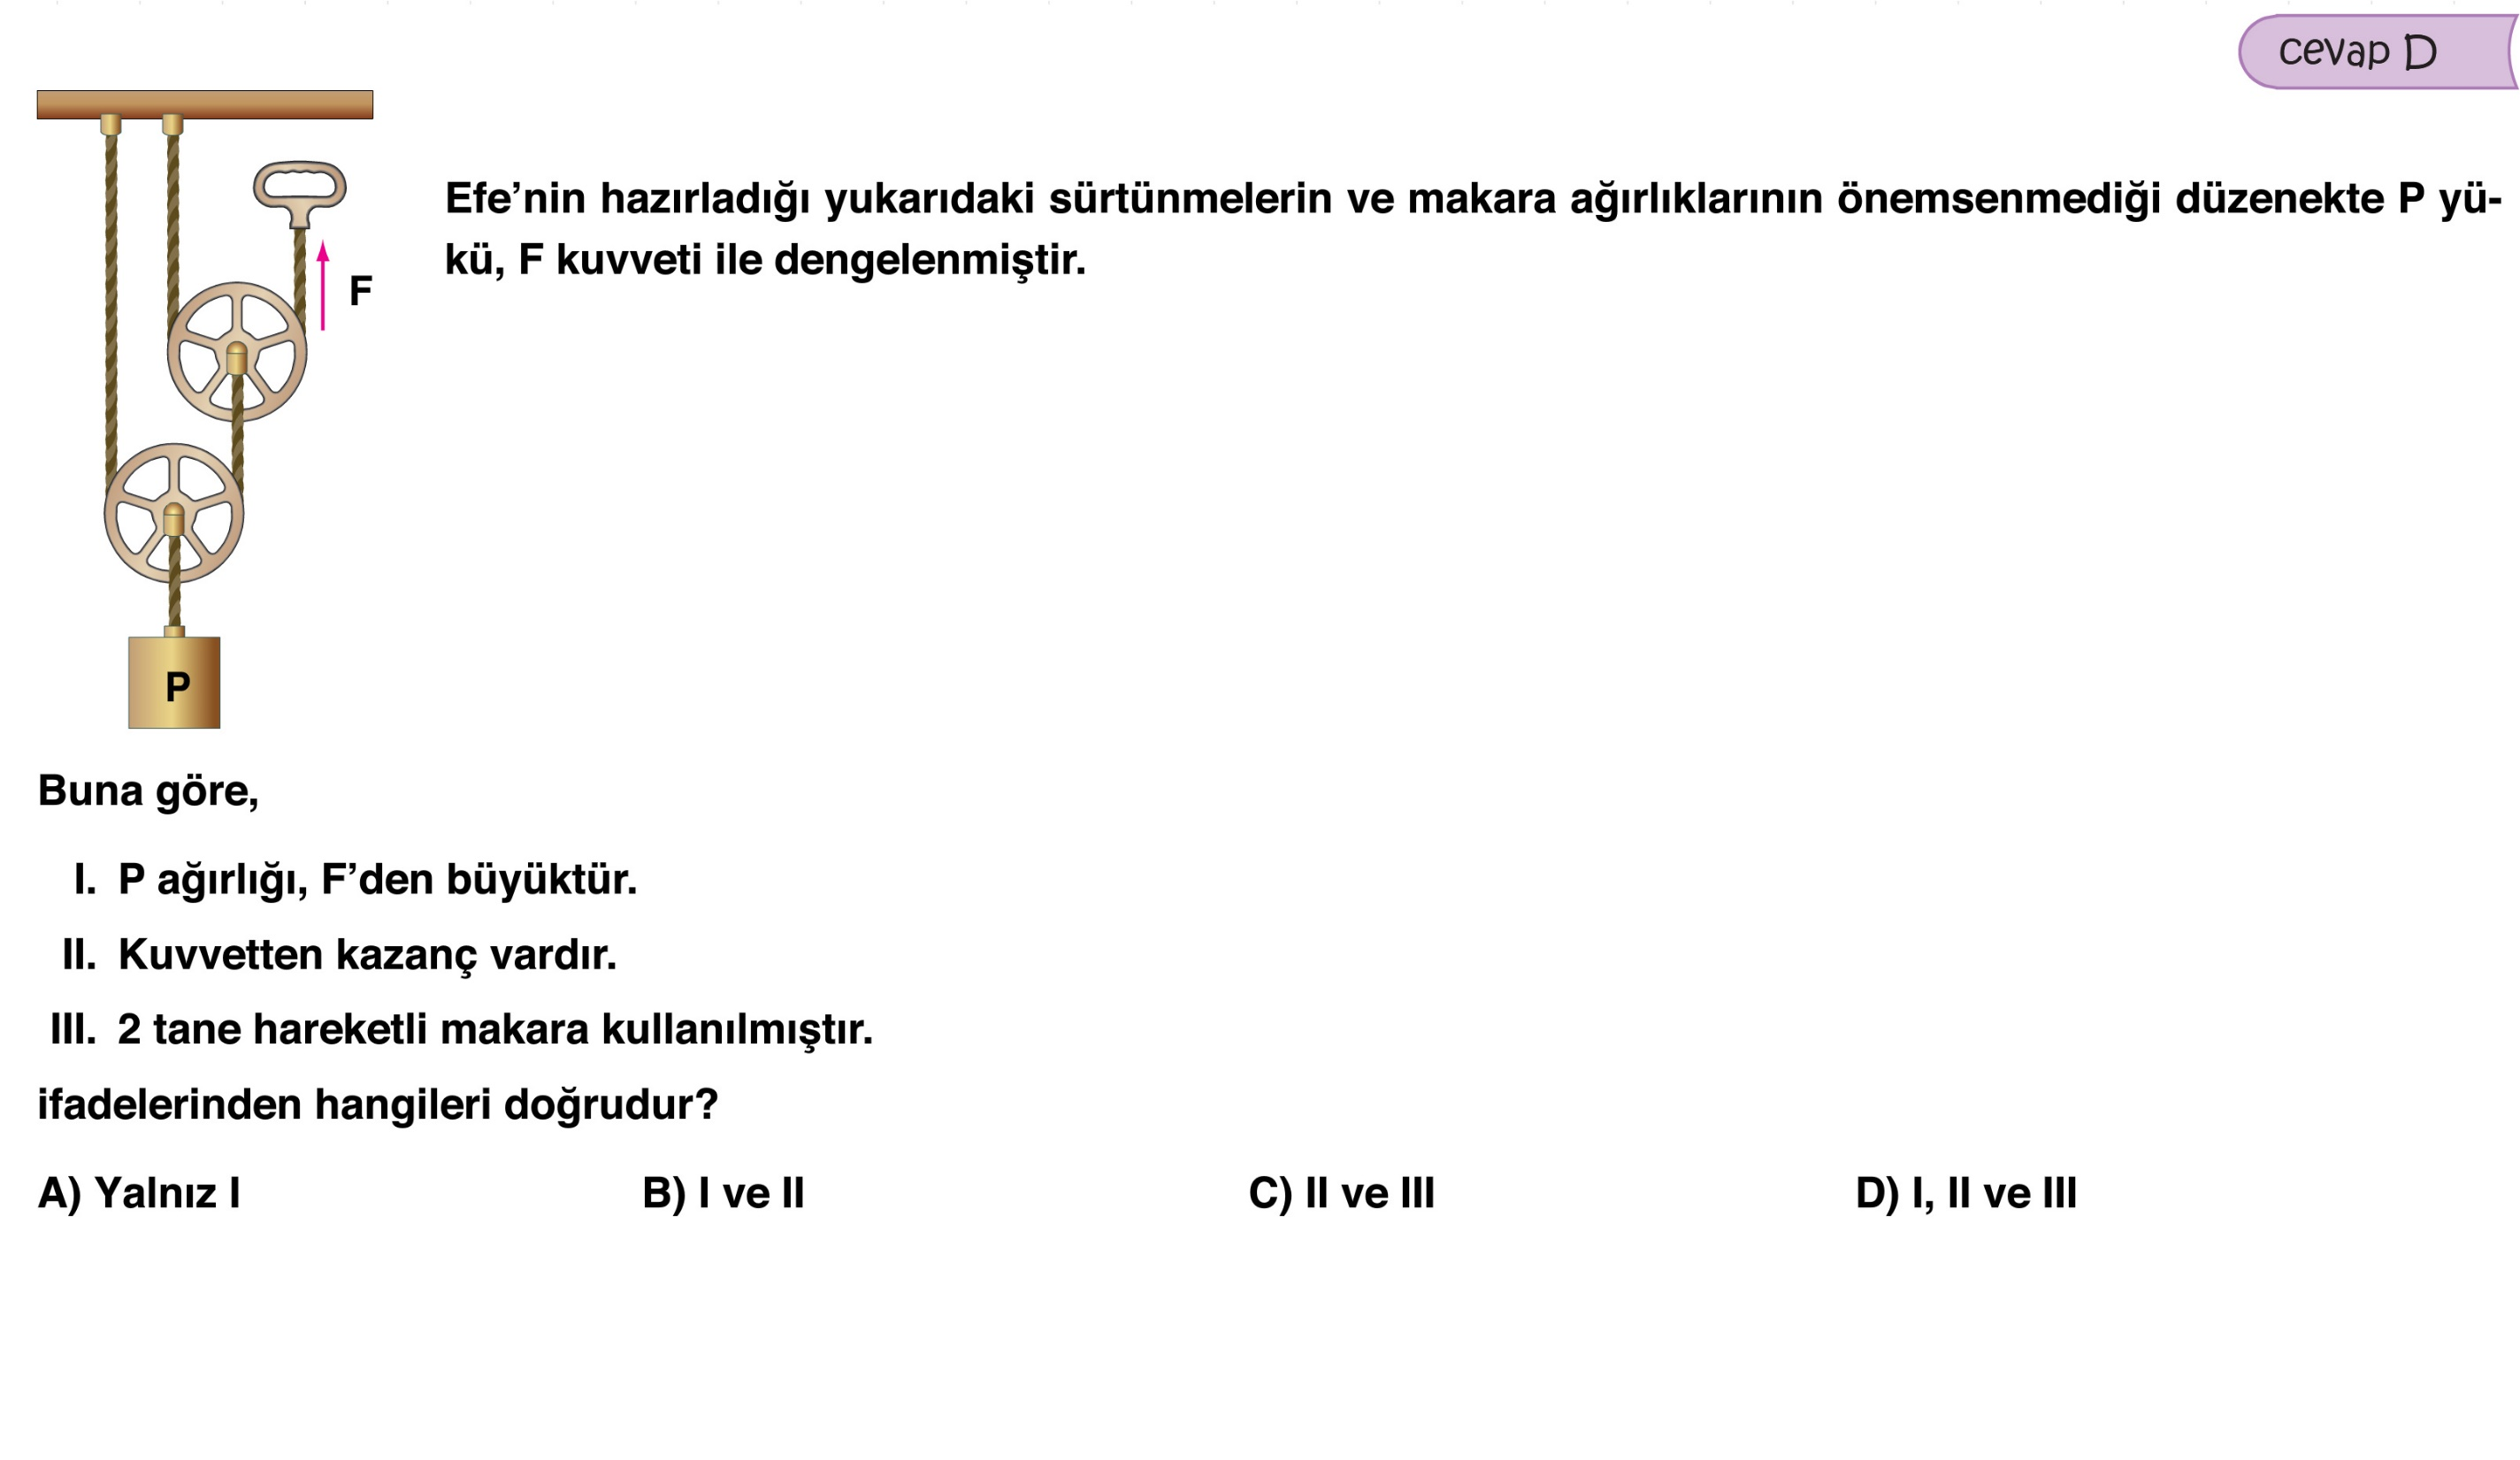 cevap D
Efe’nin hazırladığı yukarıdaki sürtünmelerin ve makara ağırlıklarının önemsenmediği düzenekte P yü-
kü, F kuvveti ile dengelenmiştir.
F
P
Buna göre,
I. P ağırlığı, F’den büyüktür.
II. Kuvvetten kazanç vardır.
III. 2 tane hareketli makara kullanılmıştır.
ifadelerinden hangileri doğrudur?
A) Yalnız I B) I ve II C) II ve III D) I, II ve III